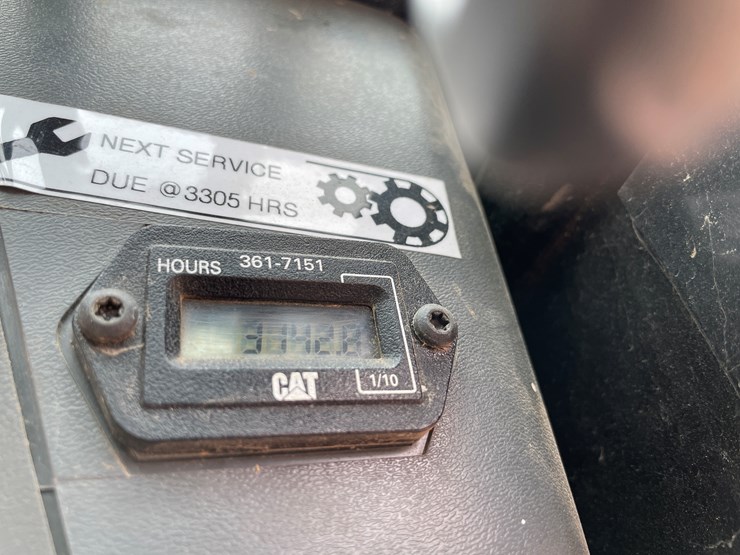 NEXT SERVICE
DUE @ 3305 HRS
HOURS 361-7151
CAT
1/10